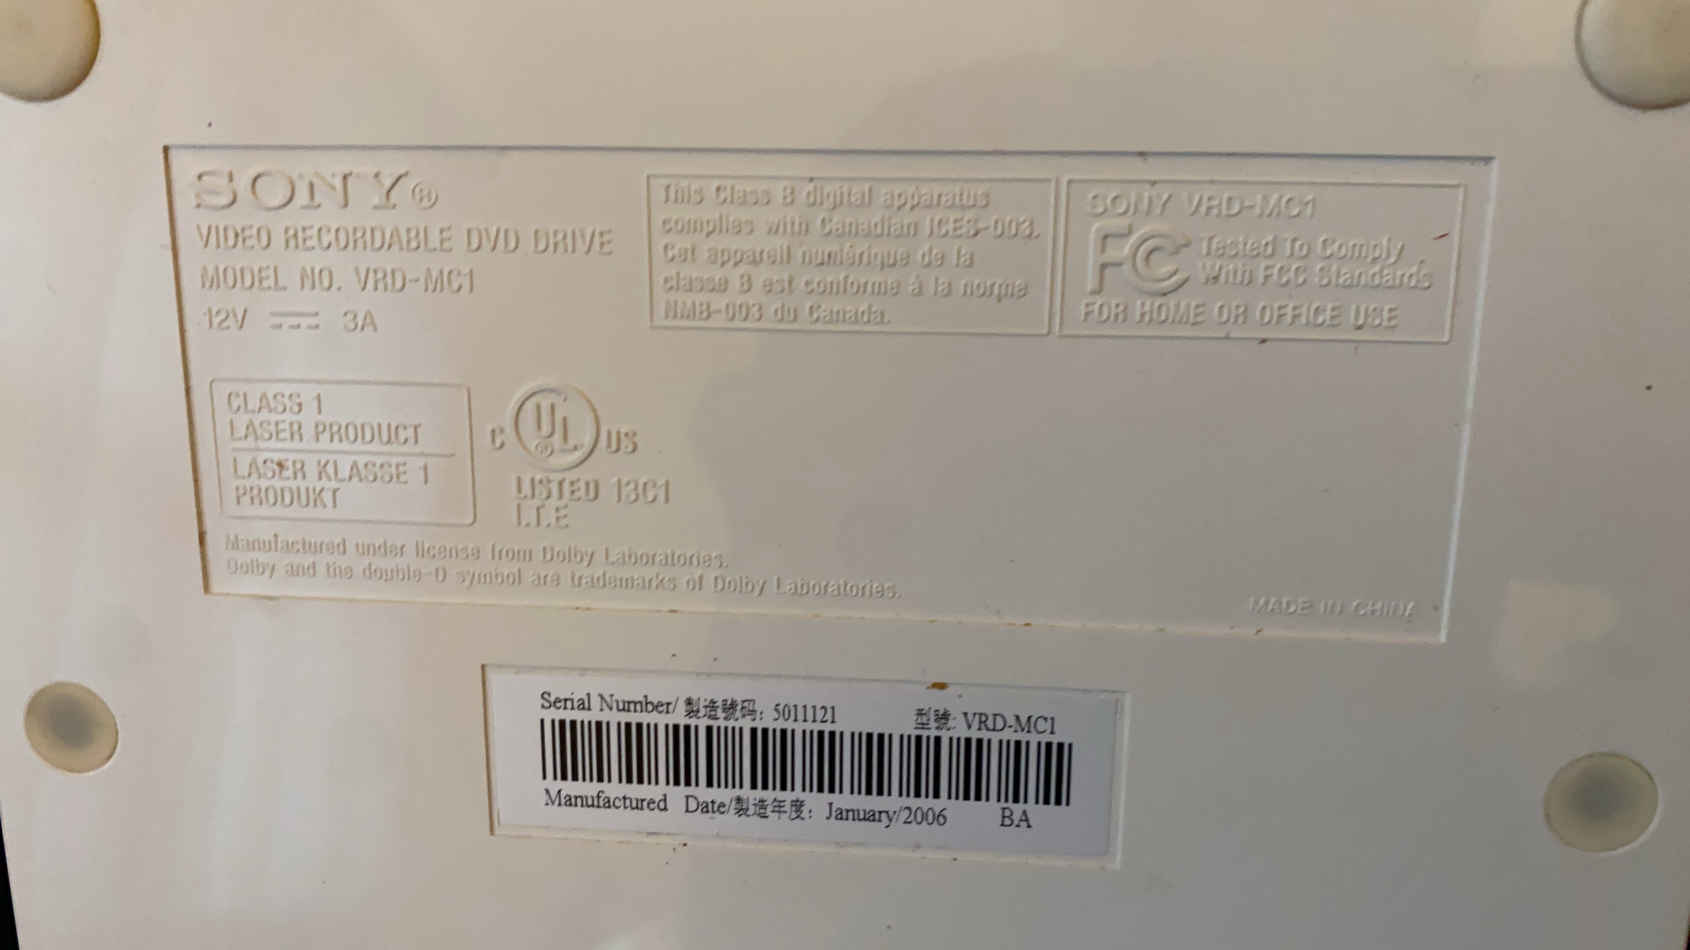 SONY®
VIDEO RECORDABLE DVD DRIVE
MODEL NO. VRD-MC1
12V ⎓ 3A
This Class B digital apparatus
complies with Canadian ICES-003.
Cet appareil numérique de la
classe B est conforme à la norme
NMB-003 du Canada.
SONY VRD-MC1
FC Tested To Comply
With FCC Standards
FOR HOME OR OFFICE USE
CLASS 1
LASER PRODUCT
LASER KLASSE 1
PRODUKT
C UL® US
LISTED 13C1
I.T.E
Manufactured under license from Dolby Laboratories.
Dolby and the double-D symbol are trademarks of Dolby Laboratories.
MADE IN CHINA
Serial Number/ 製造號码: 5011121 型號: VRD-MC1
Manufactured Date/製造年度: January/2006 BA